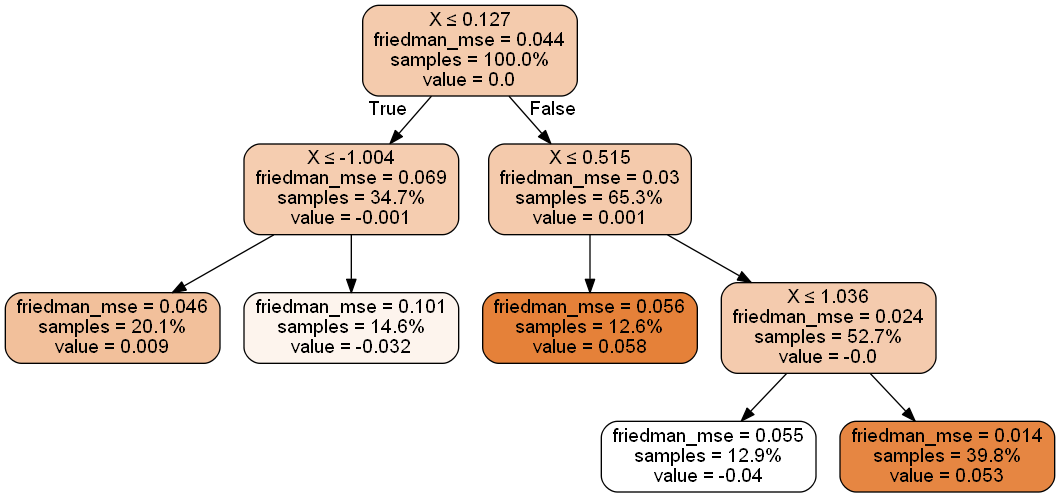 X ≤ 0.127
friedman_mse = 0.044
samples = 100.0%
value = 0.0
True
False
X ≤ -1.004
friedman_mse = 0.069
samples = 34.7%
value = -0.001
X ≤ 0.515
friedman_mse = 0.03
samples = 65.3%
value = 0.001
friedman_mse = 0.046
samples = 20.1%
value = 0.009
friedman_mse = 0.101
samples = 14.6%
value = -0.032
friedman_mse = 0.056
samples = 12.6%
value = 0.058
X ≤ 1.036
friedman_mse = 0.024
samples = 52.7%
value = -0.0
friedman_mse = 0.055
samples = 12.9%
value = -0.04
friedman_mse = 0.014
samples = 39.8%
value = 0.053